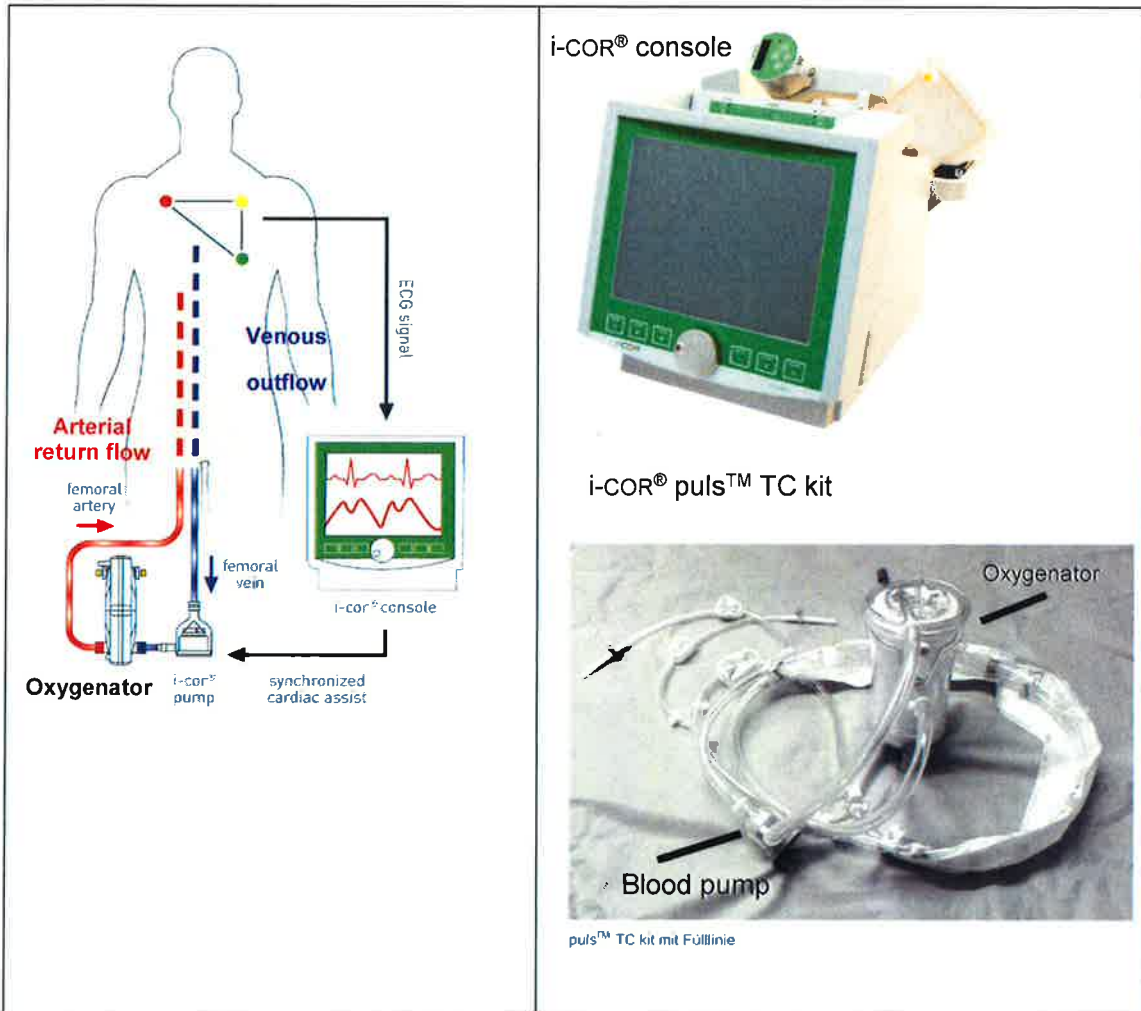 ECG signal
Venous
outflow
Arterial
return flow
femoral
artery
femoral
vein
i-cor® console
Oxygenator
i-cor®
pump
synchronized
cardiac assist
i-COR® console
i-COR® puls™ TC kit
Oxygenator
Blood pump
puls™ TC kit mit Fülllinie